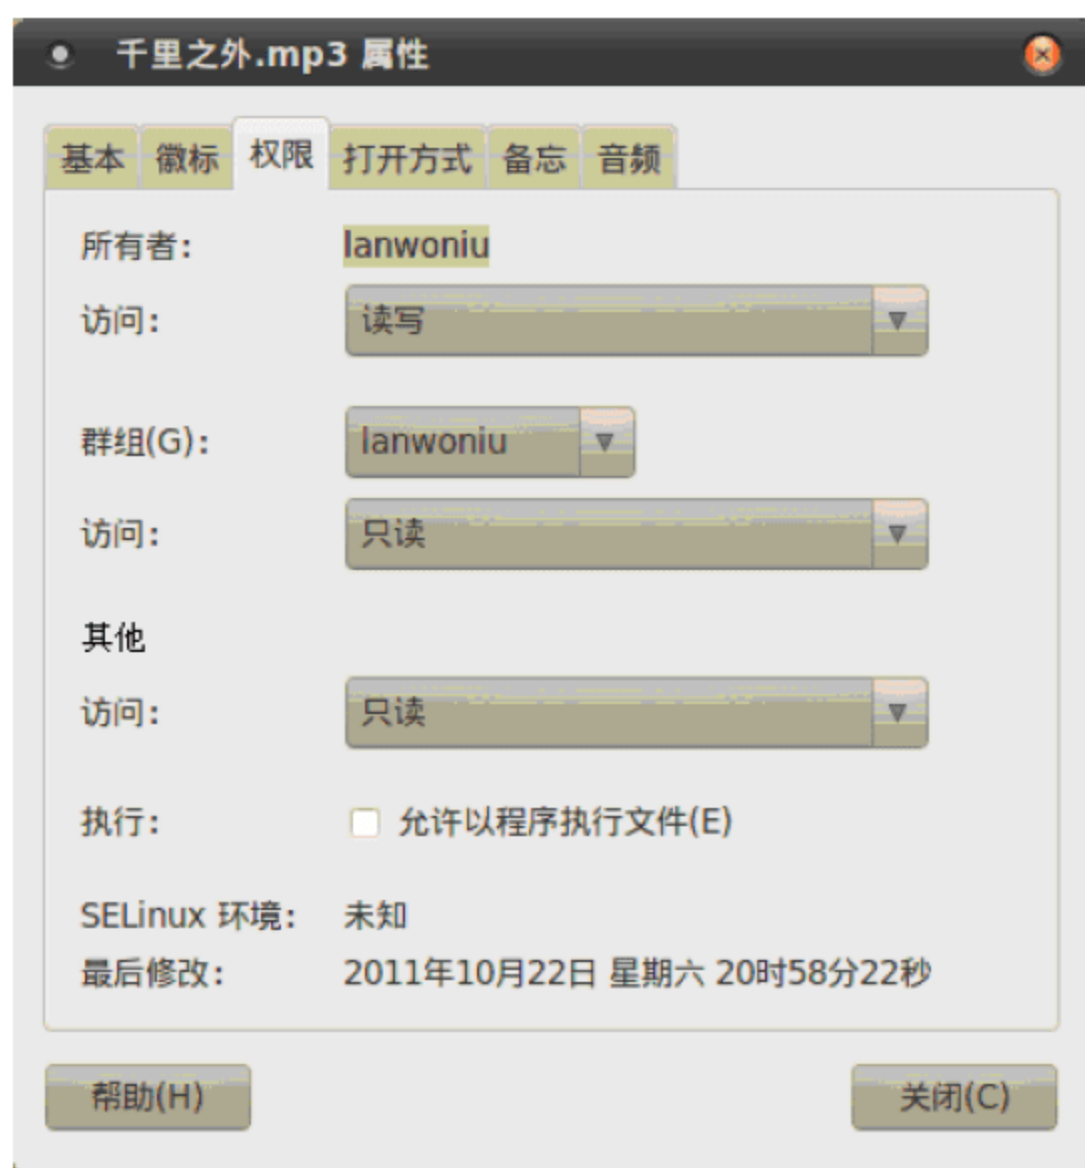 千里之外.mp3 属性
基本 徽标 权限 打开方式 备忘 音频
所有者: lanwoniu
访问: 读写
群组(G): lanwoniu
访问: 只读
其他
访问: 只读
执行: 允许以程序执行文件(E)
SELinux 环境: 未知
最后修改: 2011年10月22日 星期六 20时58分22秒
帮助(H) 关闭(C)